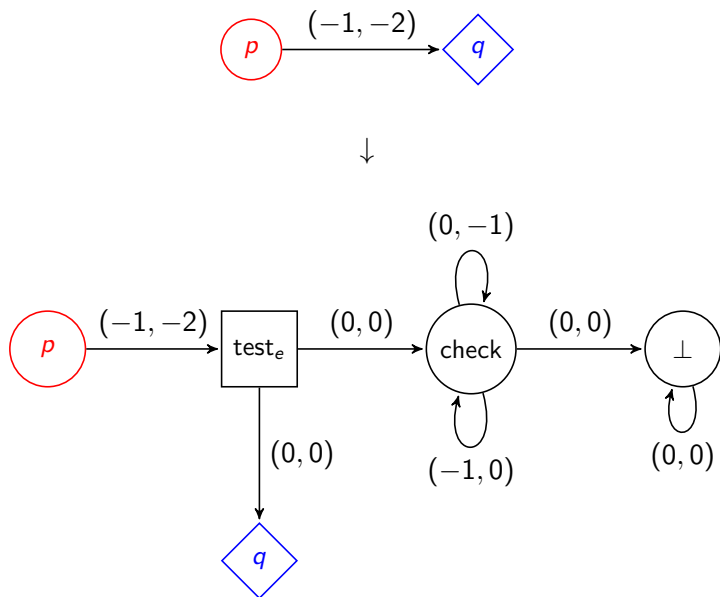 (−1, −2)
p q
↓
(0, −1)
(−1, −2) (0, 0) (0, 0)
p test_e check ⊥
(0, 0) (−1, 0) (0, 0)
q